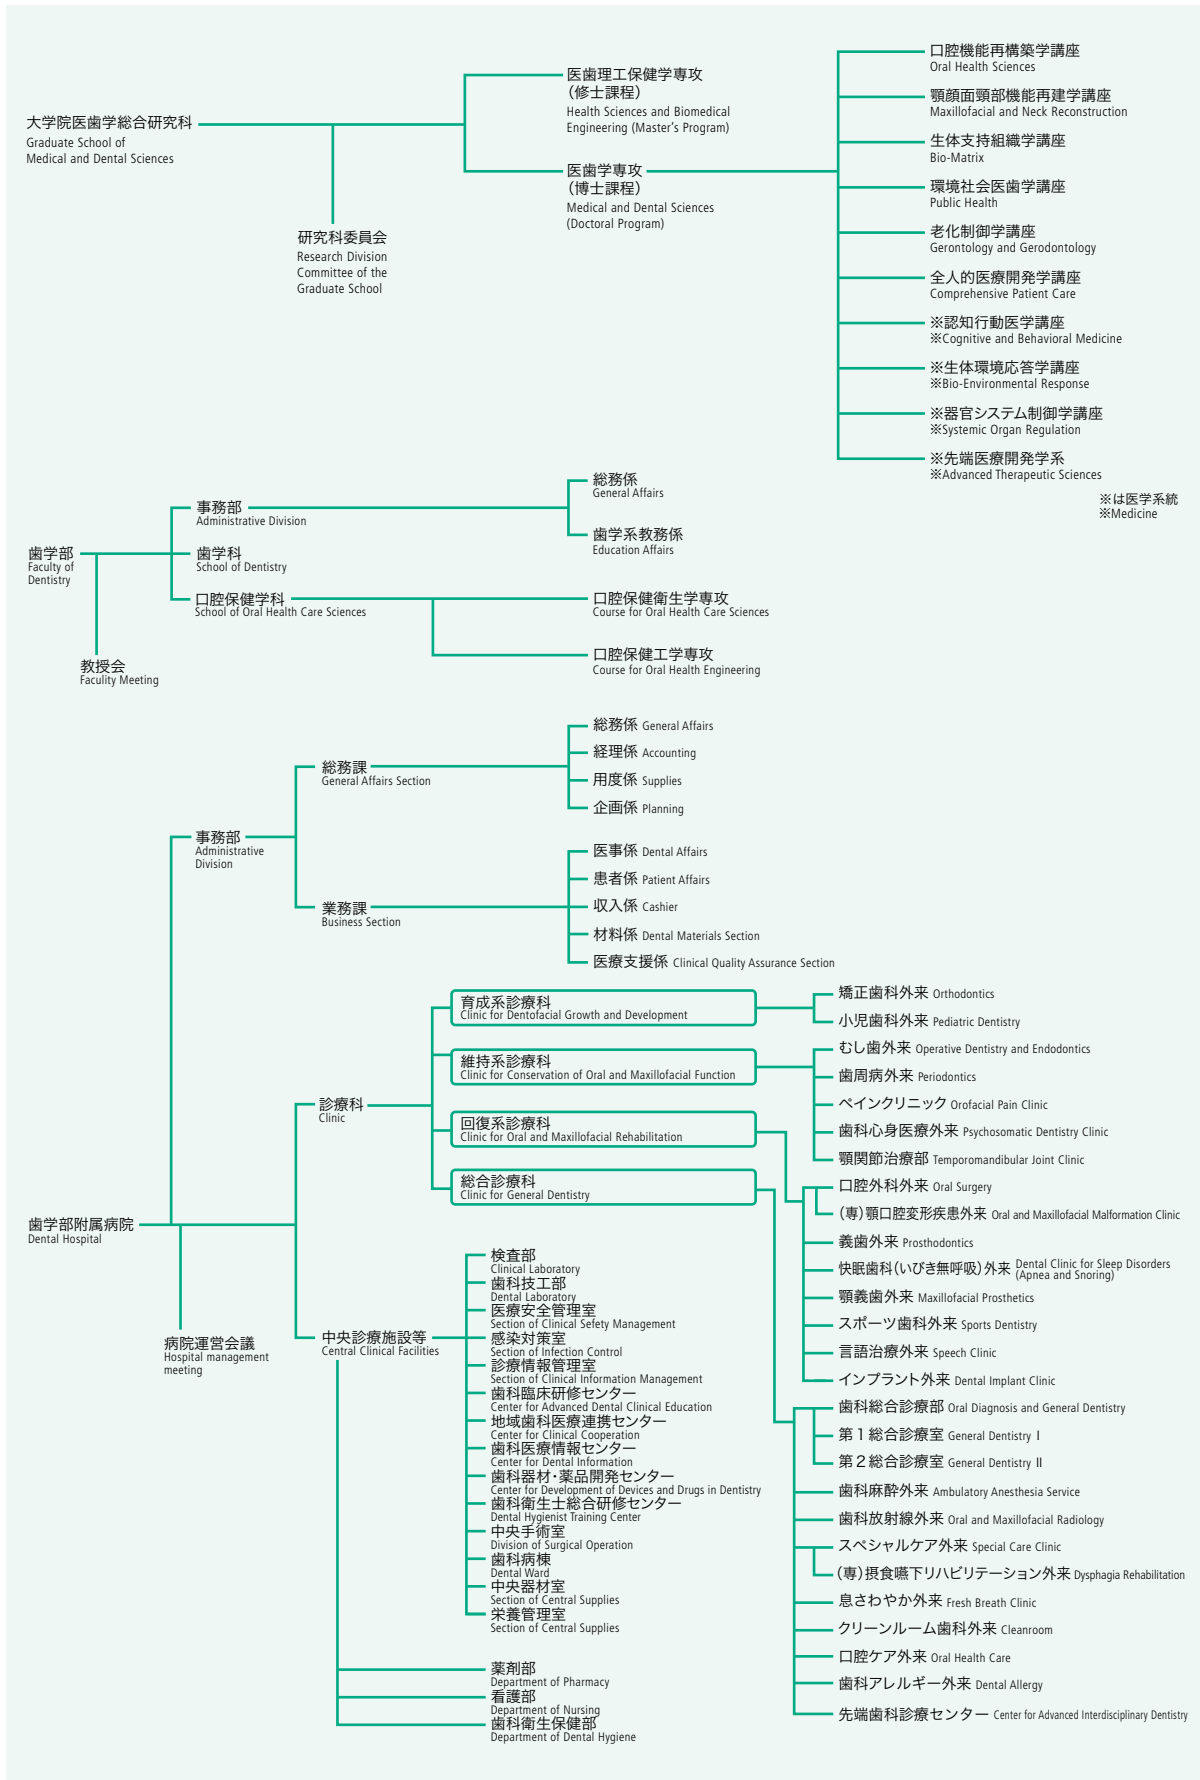 大学院医歯学総合研究科
Graduate School of
Medical and Dental Sciences
研究科委員会
Research Division
Committee of the
Graduate School
医歯理工保健学専攻
(修士課程)
Health Sciences and Biomedical
Engineering (Master's Program)
医歯学専攻
(博士課程)
Medical and Dental Sciences
(Doctoral Program)
口腔機能再構築学講座
Oral Health Sciences
顎顔面頸部機能再建学講座
Maxillofacial and Neck Reconstruction
生体支持組織学講座
Bio-Matrix
環境社会医歯学講座
Public Health
老化制御学講座
Gerontology and Gerodontology
全人的医療開発学講座
Comprehensive Patient Care
※認知行動医学講座
※Cognitive and Behavioral Medicine
※生体環境応答学講座
※Bio-Environmental Response
※器官システム制御学講座
※Systemic Organ Regulation
※先端医療開発学系
※Advanced Therapeutic Sciences
※は医学系統
※Medicine
歯学部
Faculty of
Dentistry
教授会
Faculity Meeting
事務部
Administrative Division
歯学科
School of Dentistry
口腔保健学科
School of Oral Health Care Sciences
総務係
General Affairs
歯学系教務係
Education Affairs
口腔保健衛生学専攻
Course for Oral Health Care Sciences
口腔保健工学専攻
Course for Oral Health Engineering
歯学部附属病院
Dental Hospital
病院運営会議
Hospital management
meeting
事務部
Administrative
Division
総務課
General Affairs Section
総務係 General Affairs
経理係 Accounting
用度係 Supplies
企画係 Planning
業務課
Business Section
医事係 Dental Affairs
患者係 Patient Affairs
収入係 Cashier
材料係 Dental Materials Section
医療支援係 Clinical Quality Assurance Section
診療科
Clinic
育成系診療科
Clinic for Dentofacial Growth and Development
維持系診療科
Clinic for Conservation of Oral and Maxillofacial Function
回復系診療科
Clinic for Oral and Maxillofacial Rehabilitation
総合診療科
Clinic for General Dentistry
矯正歯科外来 Orthodontics
小児歯科外来 Pediatric Dentistry
むし歯外来 Operative Dentistry and Endodontics
歯周病外来 Periodontics
ペインクリニック Orofacial Pain Clinic
歯科心身医療外来 Psychosomatic Dentistry Clinic
顎関節治療部 Temporomandibular Joint Clinic
口腔外科外来 Oral Surgery
(専)顎口腔変形疾患外来 Oral and Maxillofacial Malformation Clinic
義歯外来 Prosthodontics
快眠歯科(いびき無呼吸)外来 Dental Clinic for Sleep Disorders
(Apnea and Snoring)
顎義歯外来 Maxillofacial Prosthetics
スポーツ歯科外来 Sports Dentistry
言語治療外来 Speech Clinic
インプラント外来 Dental Implant Clinic
歯科総合診療部 Oral Diagnosis and General Dentistry
第1総合診療室 General Dentistry Ⅰ
第2総合診療室 General Dentistry Ⅱ
歯科麻酔外来 Ambulatory Anesthesia Service
歯科放射線外来 Oral and Maxillofacial Radiology
スペシャルケア外来 Special Care Clinic
(専)摂食嚥下リハビリテーション外来 Dysphagia Rehabilitation
息さわやか外来 Fresh Breath Clinic
クリーンルーム歯科外来 Cleanroom
口腔ケア外来 Oral Health Care
歯科アレルギー外来 Dental Allergy
先端歯科診療センター Center for Advanced Interdisciplinary Dentistry
中央診療施設等
Central Clinical Facilities
検査部
Clinical Laboratory
歯科技工部
Dental Laboratory
医療安全管理室
Section of Clinical Sefety Management
感染対策室
Section of Infection Control
診療情報管理室
Section of Clinical Information Management
歯科臨床研修センター
Center for Advanced Dental Clinical Education
地域歯科医療連携センター
Center for Clinical Cooperation
歯科医療情報センター
Center for Dental Information
歯科器材・薬品開発センター
Center for Development of Devices and Drugs in Dentistry
歯科衛生士総合研修センター
Dental Hygienist Training Center
中央手術室
Division of Surgical Operation
歯科病棟
Dental Ward
中央器材室
Section of Central Supplies
栄養管理室
Section of Central Supplies
薬剤部
Department of Pharmacy
看護部
Department of Nursing
歯科衛生保健部
Department of Dental Hygiene